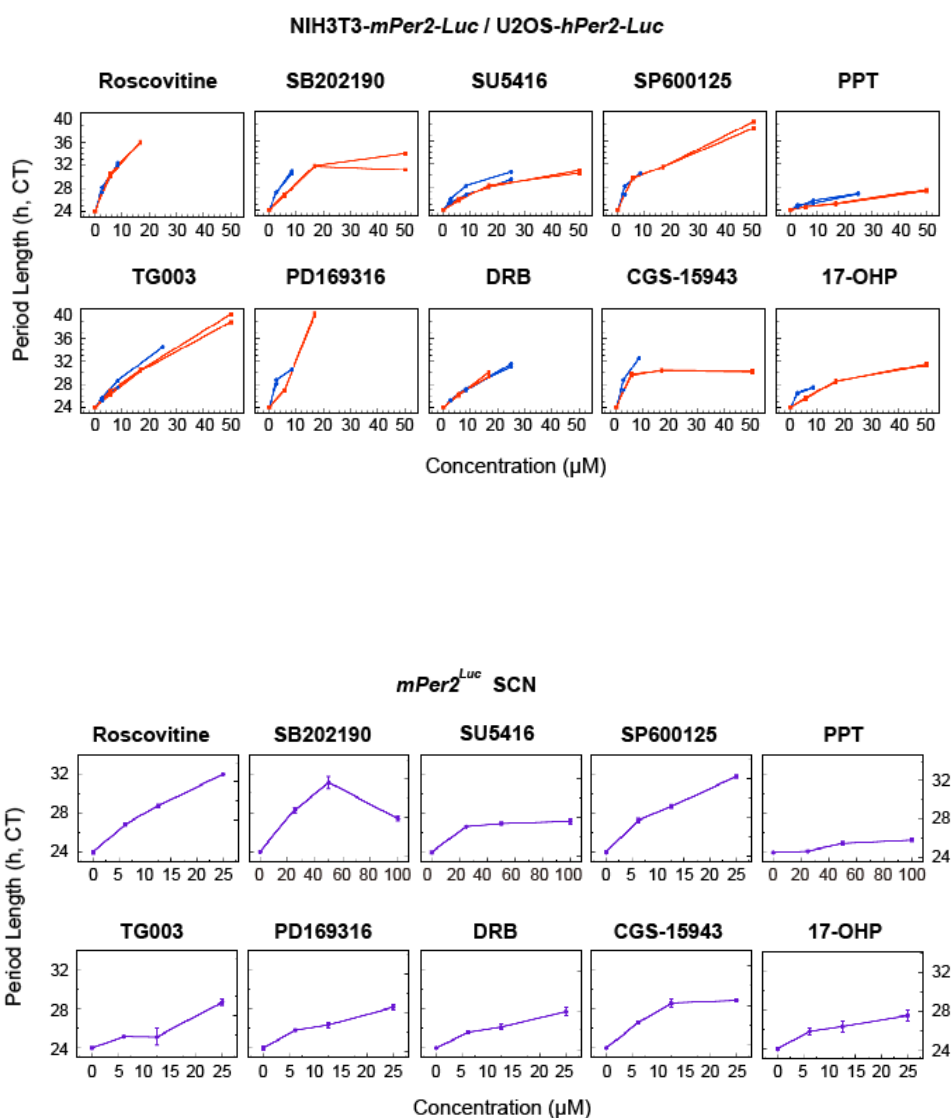 NIH3T3-mPer2-Luc / U2OS-hPer2-Luc
Roscovitine SB202190 SU5416 SP600125 PPT
40
36
32
28
24
0 10 20 30 40 50 0 10 20 30 40 50 0 10 20 30 40 50 0 10 20 30 40 50 0 10 20 30 40 50
Period Length (h, CT)
TG003 PD169316 DRB CGS-15943 17-OHP
40
36
32
28
24
0 10 20 30 40 50 0 10 20 30 40 50 0 10 20 30 40 50 0 10 20 30 40 50 0 10 20 30 40 50
Concentration (µM)
mPer2Luc SCN
Roscovitine SB202190 SU5416 SP600125 PPT
32 32
28 28
24 24
0 5 10 15 20 25 0 20 40 60 80 100 0 20 40 60 80 100 0 5 10 15 20 25 0 20 40 60 80 100
Period Length (h, CT)
TG003 PD169316 DRB CGS-15943 17-OHP
32 32
28 28
24 24
0 5 10 15 20 25 0 5 10 15 20 25 0 5 10 15 20 25 0 5 10 15 20 25 0 5 10 15 20 25
Concentration (µM)